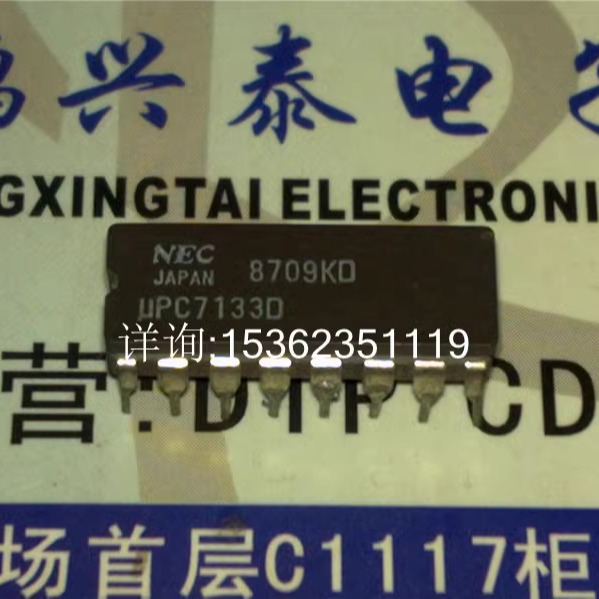 兴泰电
GXINGTAI ELECTRONI
NEC
JAPAN 8709KD
µPC7133D
详询:15362351119
营:DIP CD
场首层C1117柜